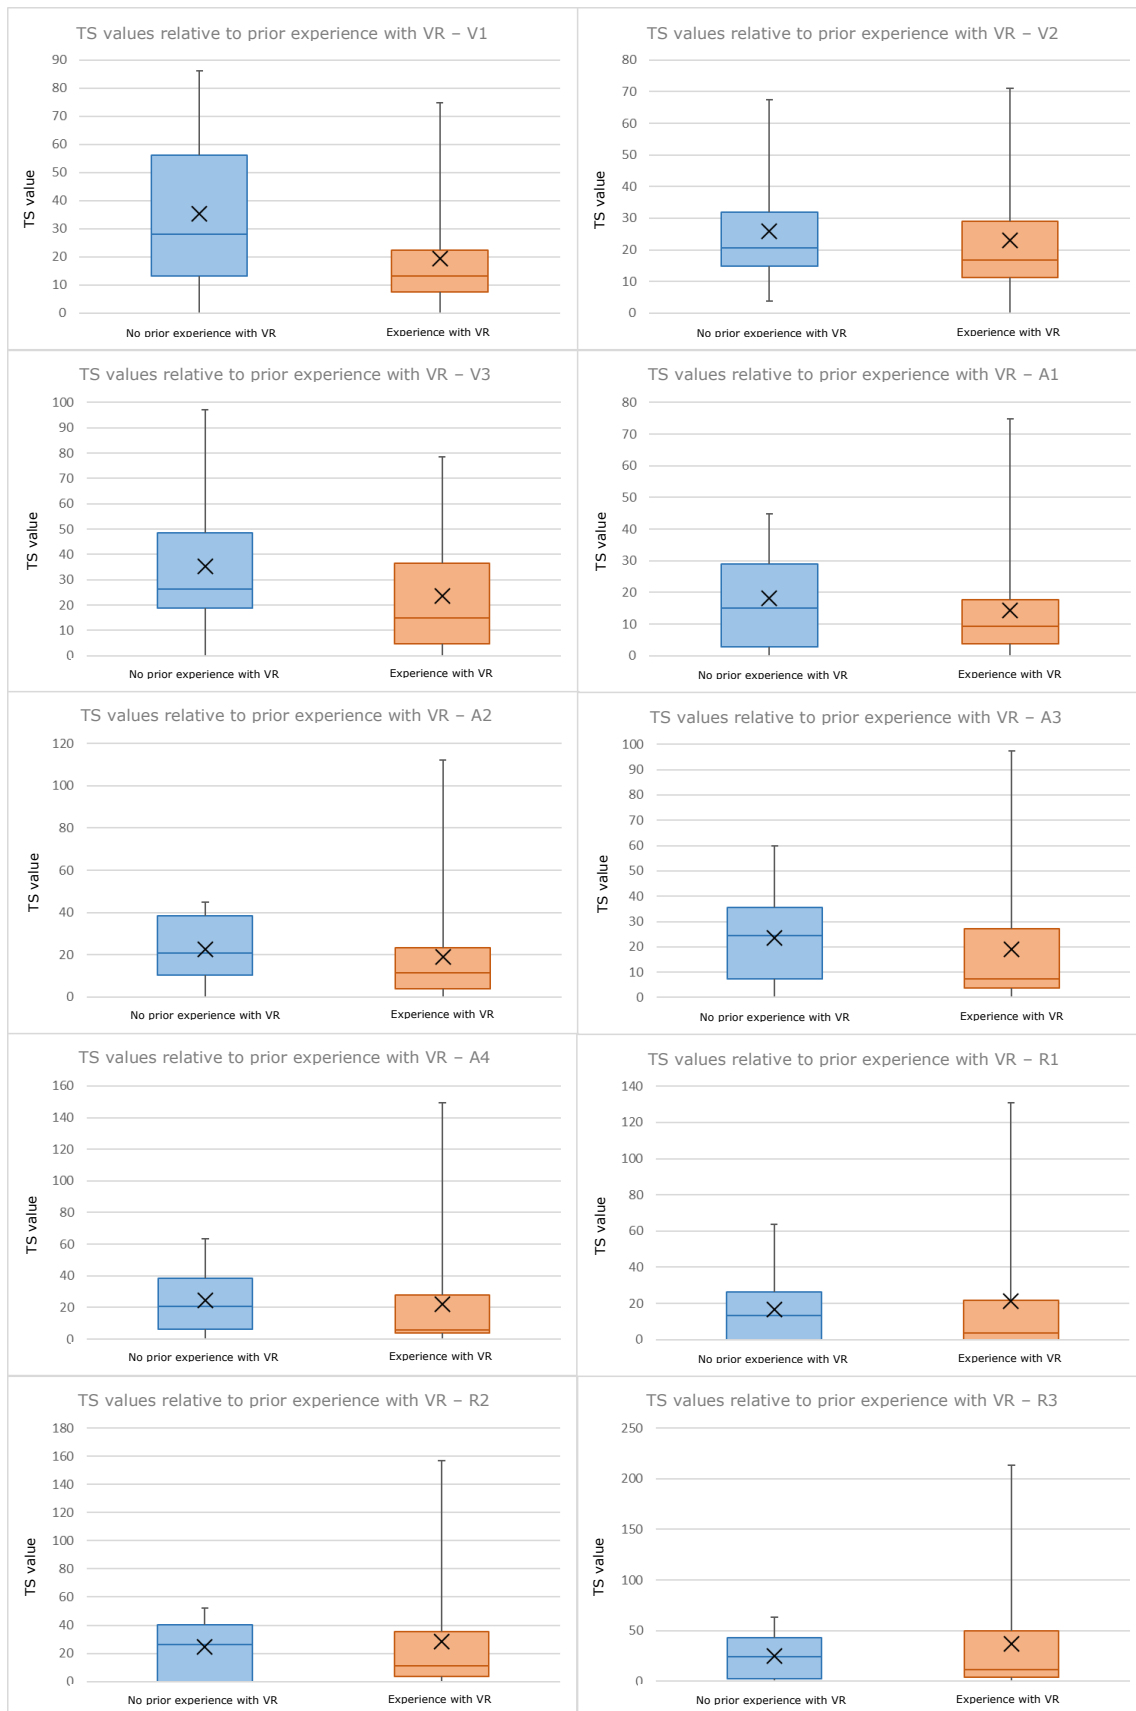 TS values relative to prior experience with VR – V1
90
80
70
60
50
40
30
20
10
0
TS value
No prior experience with VR
Experience with VR
TS values relative to prior experience with VR – V2
80
70
60
50
40
30
20
10
0
TS value
No prior experience with VR
Experience with VR
TS values relative to prior experience with VR – V3
100
90
80
70
60
50
40
30
20
10
0
TS value
No prior experience with VR
Experience with VR
TS values relative to prior experience with VR – A1
80
70
60
50
40
30
20
10
0
TS value
No prior experience with VR
Experience with VR
TS values relative to prior experience with VR – A2
120
100
80
60
40
20
0
TS value
No prior experience with VR
Experience with VR
TS values relative to prior experience with VR – A3
100
90
80
70
60
50
40
30
20
10
0
TS value
No prior experience with VR
Experience with VR
TS values relative to prior experience with VR – A4
160
140
120
100
80
60
40
20
0
TS value
No prior experience with VR
Experience with VR
TS values relative to prior experience with VR – R1
140
120
100
80
60
40
20
0
TS value
No prior experience with VR
Experience with VR
TS values relative to prior experience with VR – R2
180
160
140
120
100
80
60
40
20
0
TS value
No prior experience with VR
Experience with VR
TS values relative to prior experience with VR – R3
250
200
150
100
50
0
TS value
No prior experience with VR
Experience with VR